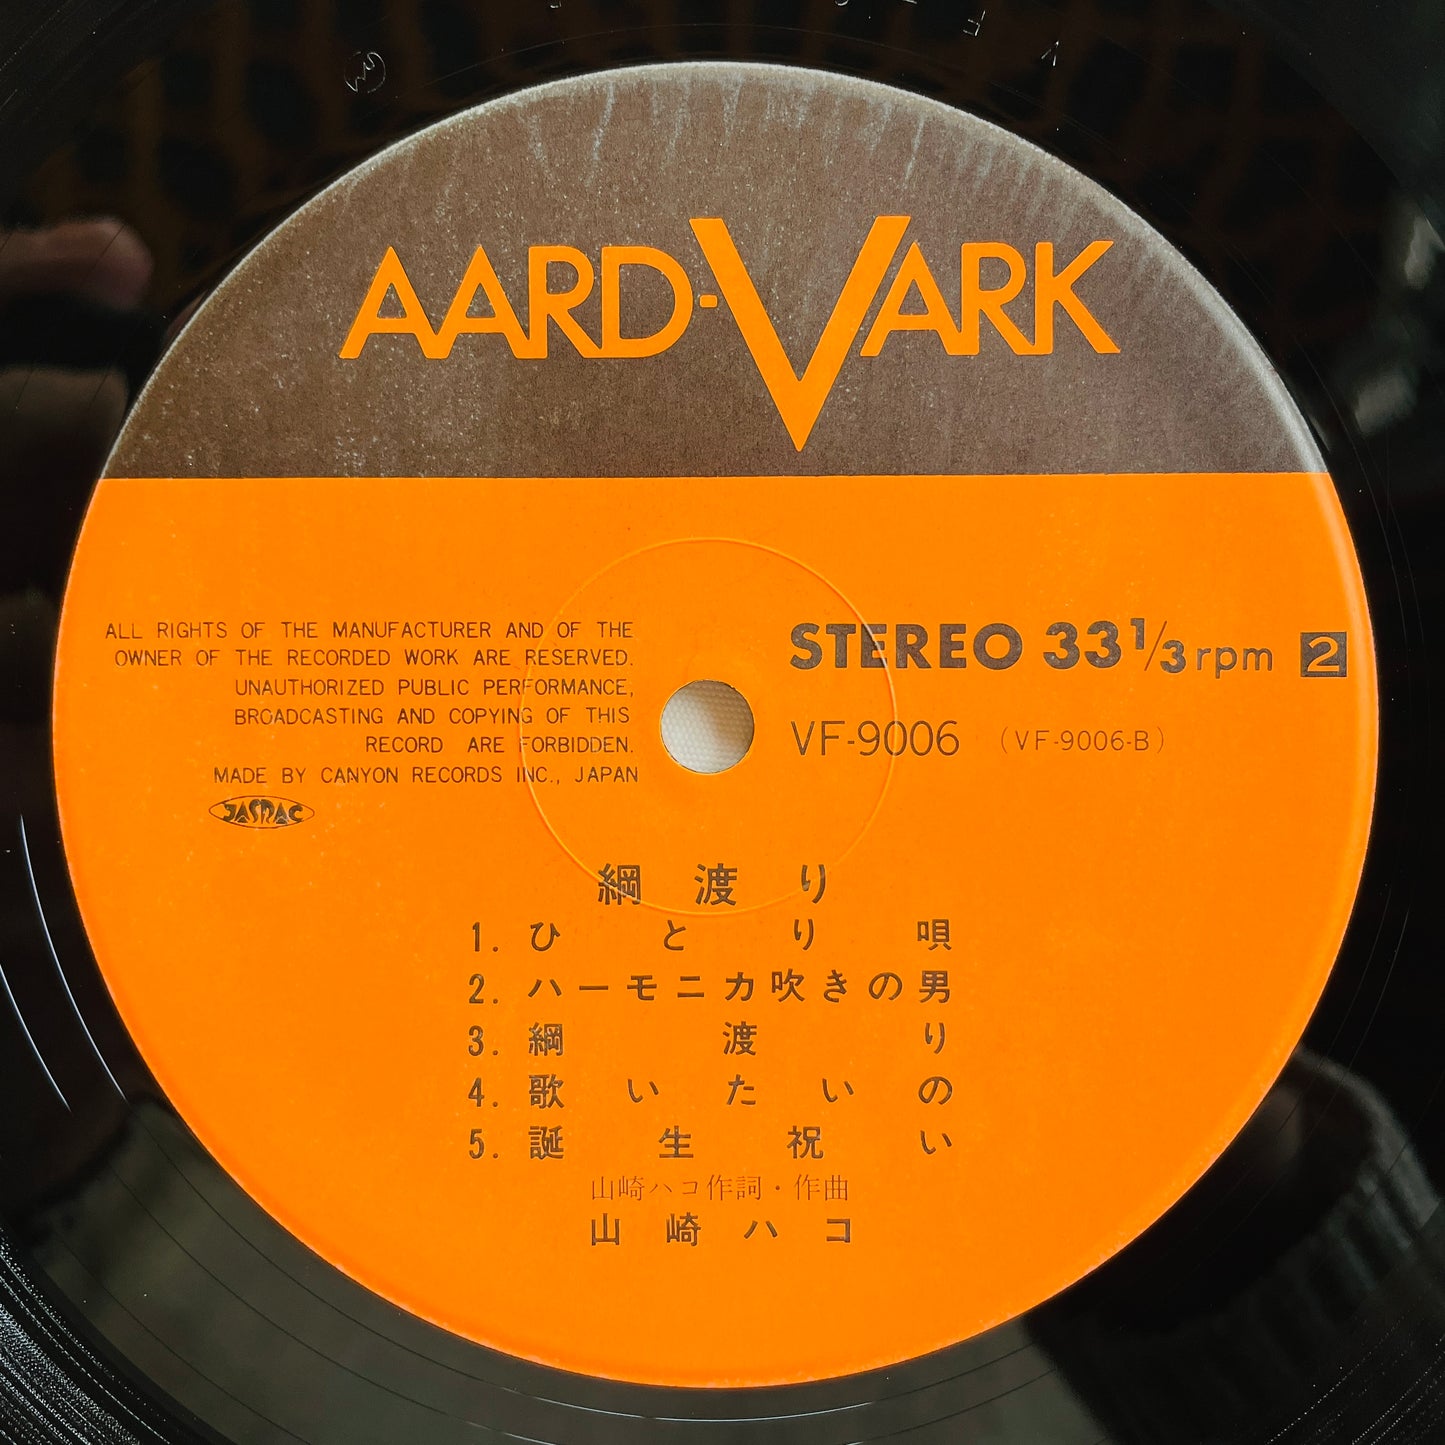 AARD-VARK
ALL RIGHTS OF THE MANUFACTURER AND OF THE
OWNER OF THE RECORDED WORK ARE RESERVED.
UNAUTHORIZED PUBLIC PERFORMANCE,
BROADCASTING AND COPYING OF THIS
RECORD ARE FORBIDDEN.
MADE BY CANYON RECORDS INC., JAPAN
JASRAC
STEREO 33 1/3 rpm 2
VF-9006 (VF-9006-B)
綱渡り
1. ひとり唄
2. ハーモニカ吹きの男
3. 綱渡り
4. 歌いたいの
5. 誕生祝い
山崎ハコ作詞・作曲
山崎ハコ